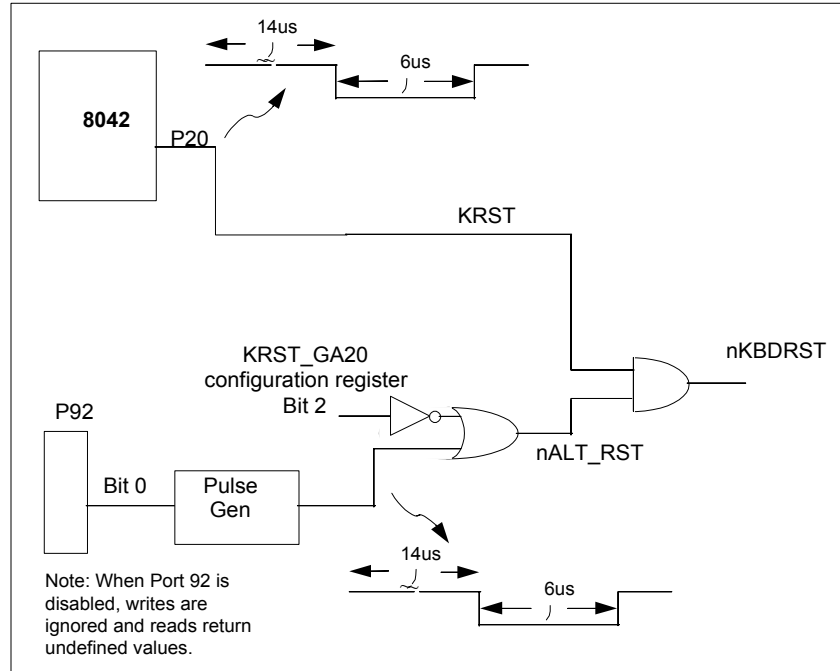 14us
6us
8042
P20
KRST
nKBDRST
KRST_GA20
configuration register
Bit 2
P92
nALT_RST
Bit 0
Pulse
Gen
14us
6us
Note: When Port 92 is
disabled, writes are
ignored and reads return
undefined values.